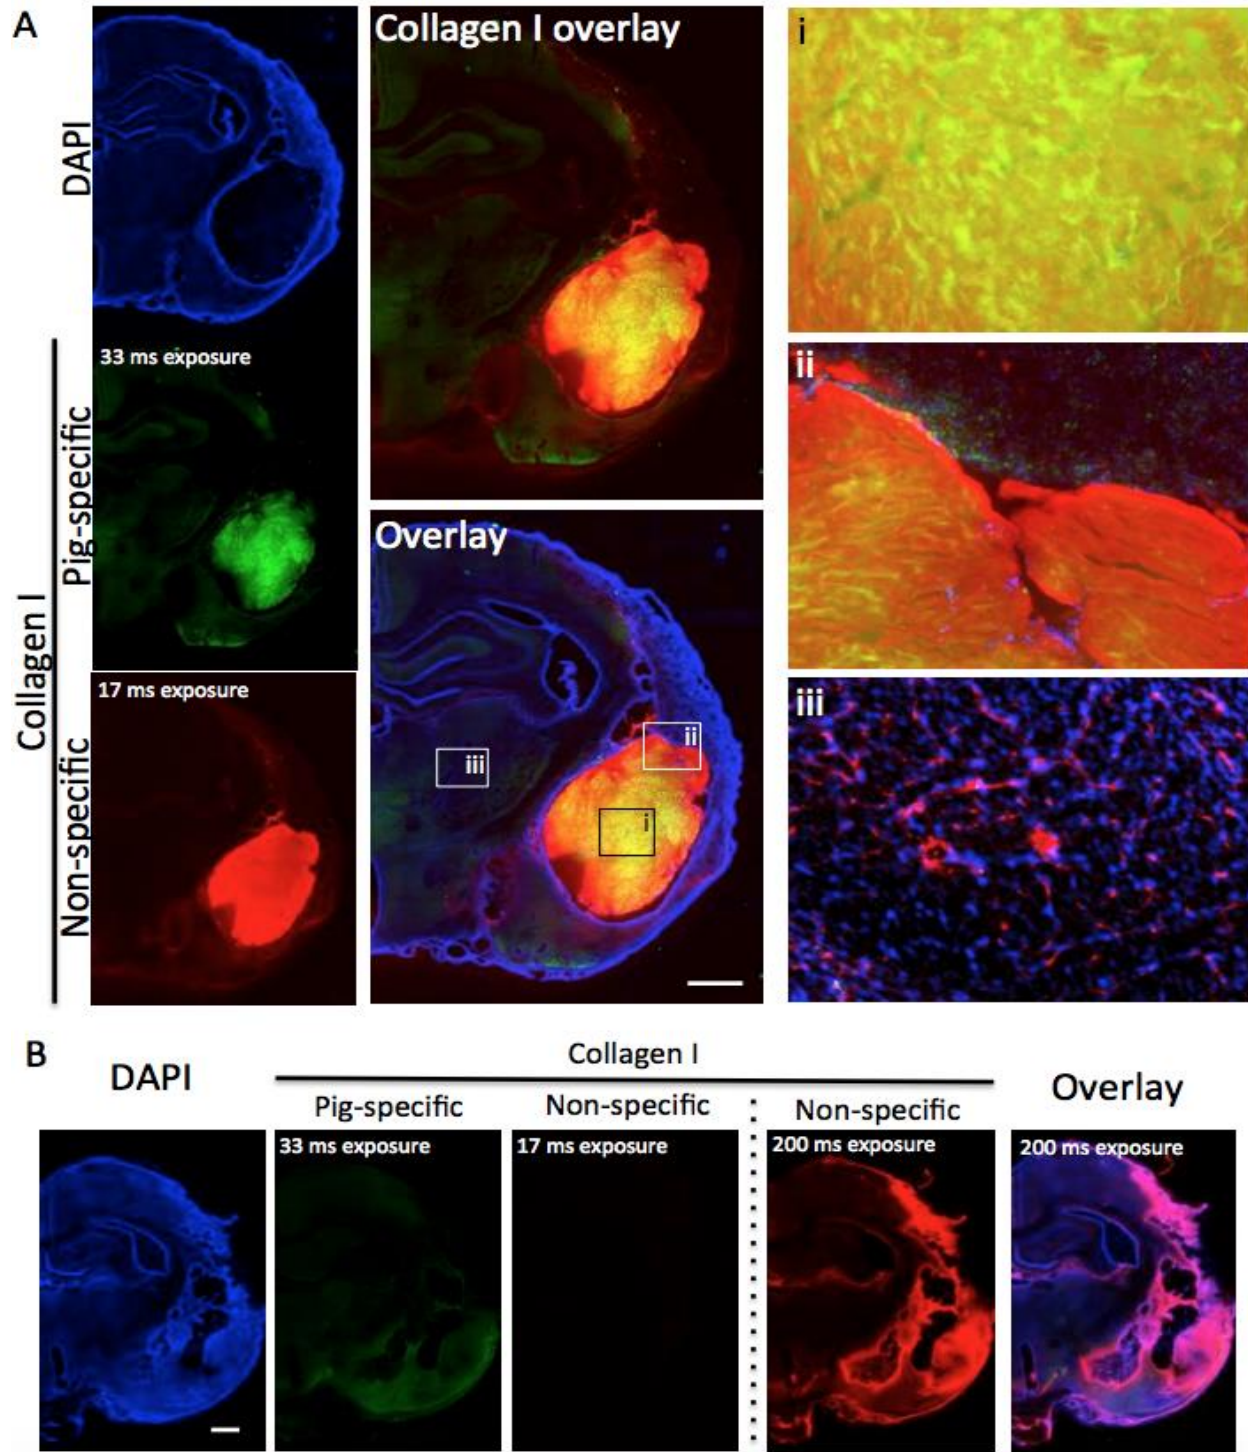 A
DAPI
Collagen I
Pig-specific
33 ms exposure
Non-specific
17 ms exposure
Collagen I overlay
Overlay
iii
ii
i
i
ii
iii
B
DAPI
Collagen I
Overlay
Pig-specific
Non-specific
Non-specific
33 ms exposure
17 ms exposure
200 ms exposure
200 ms exposure